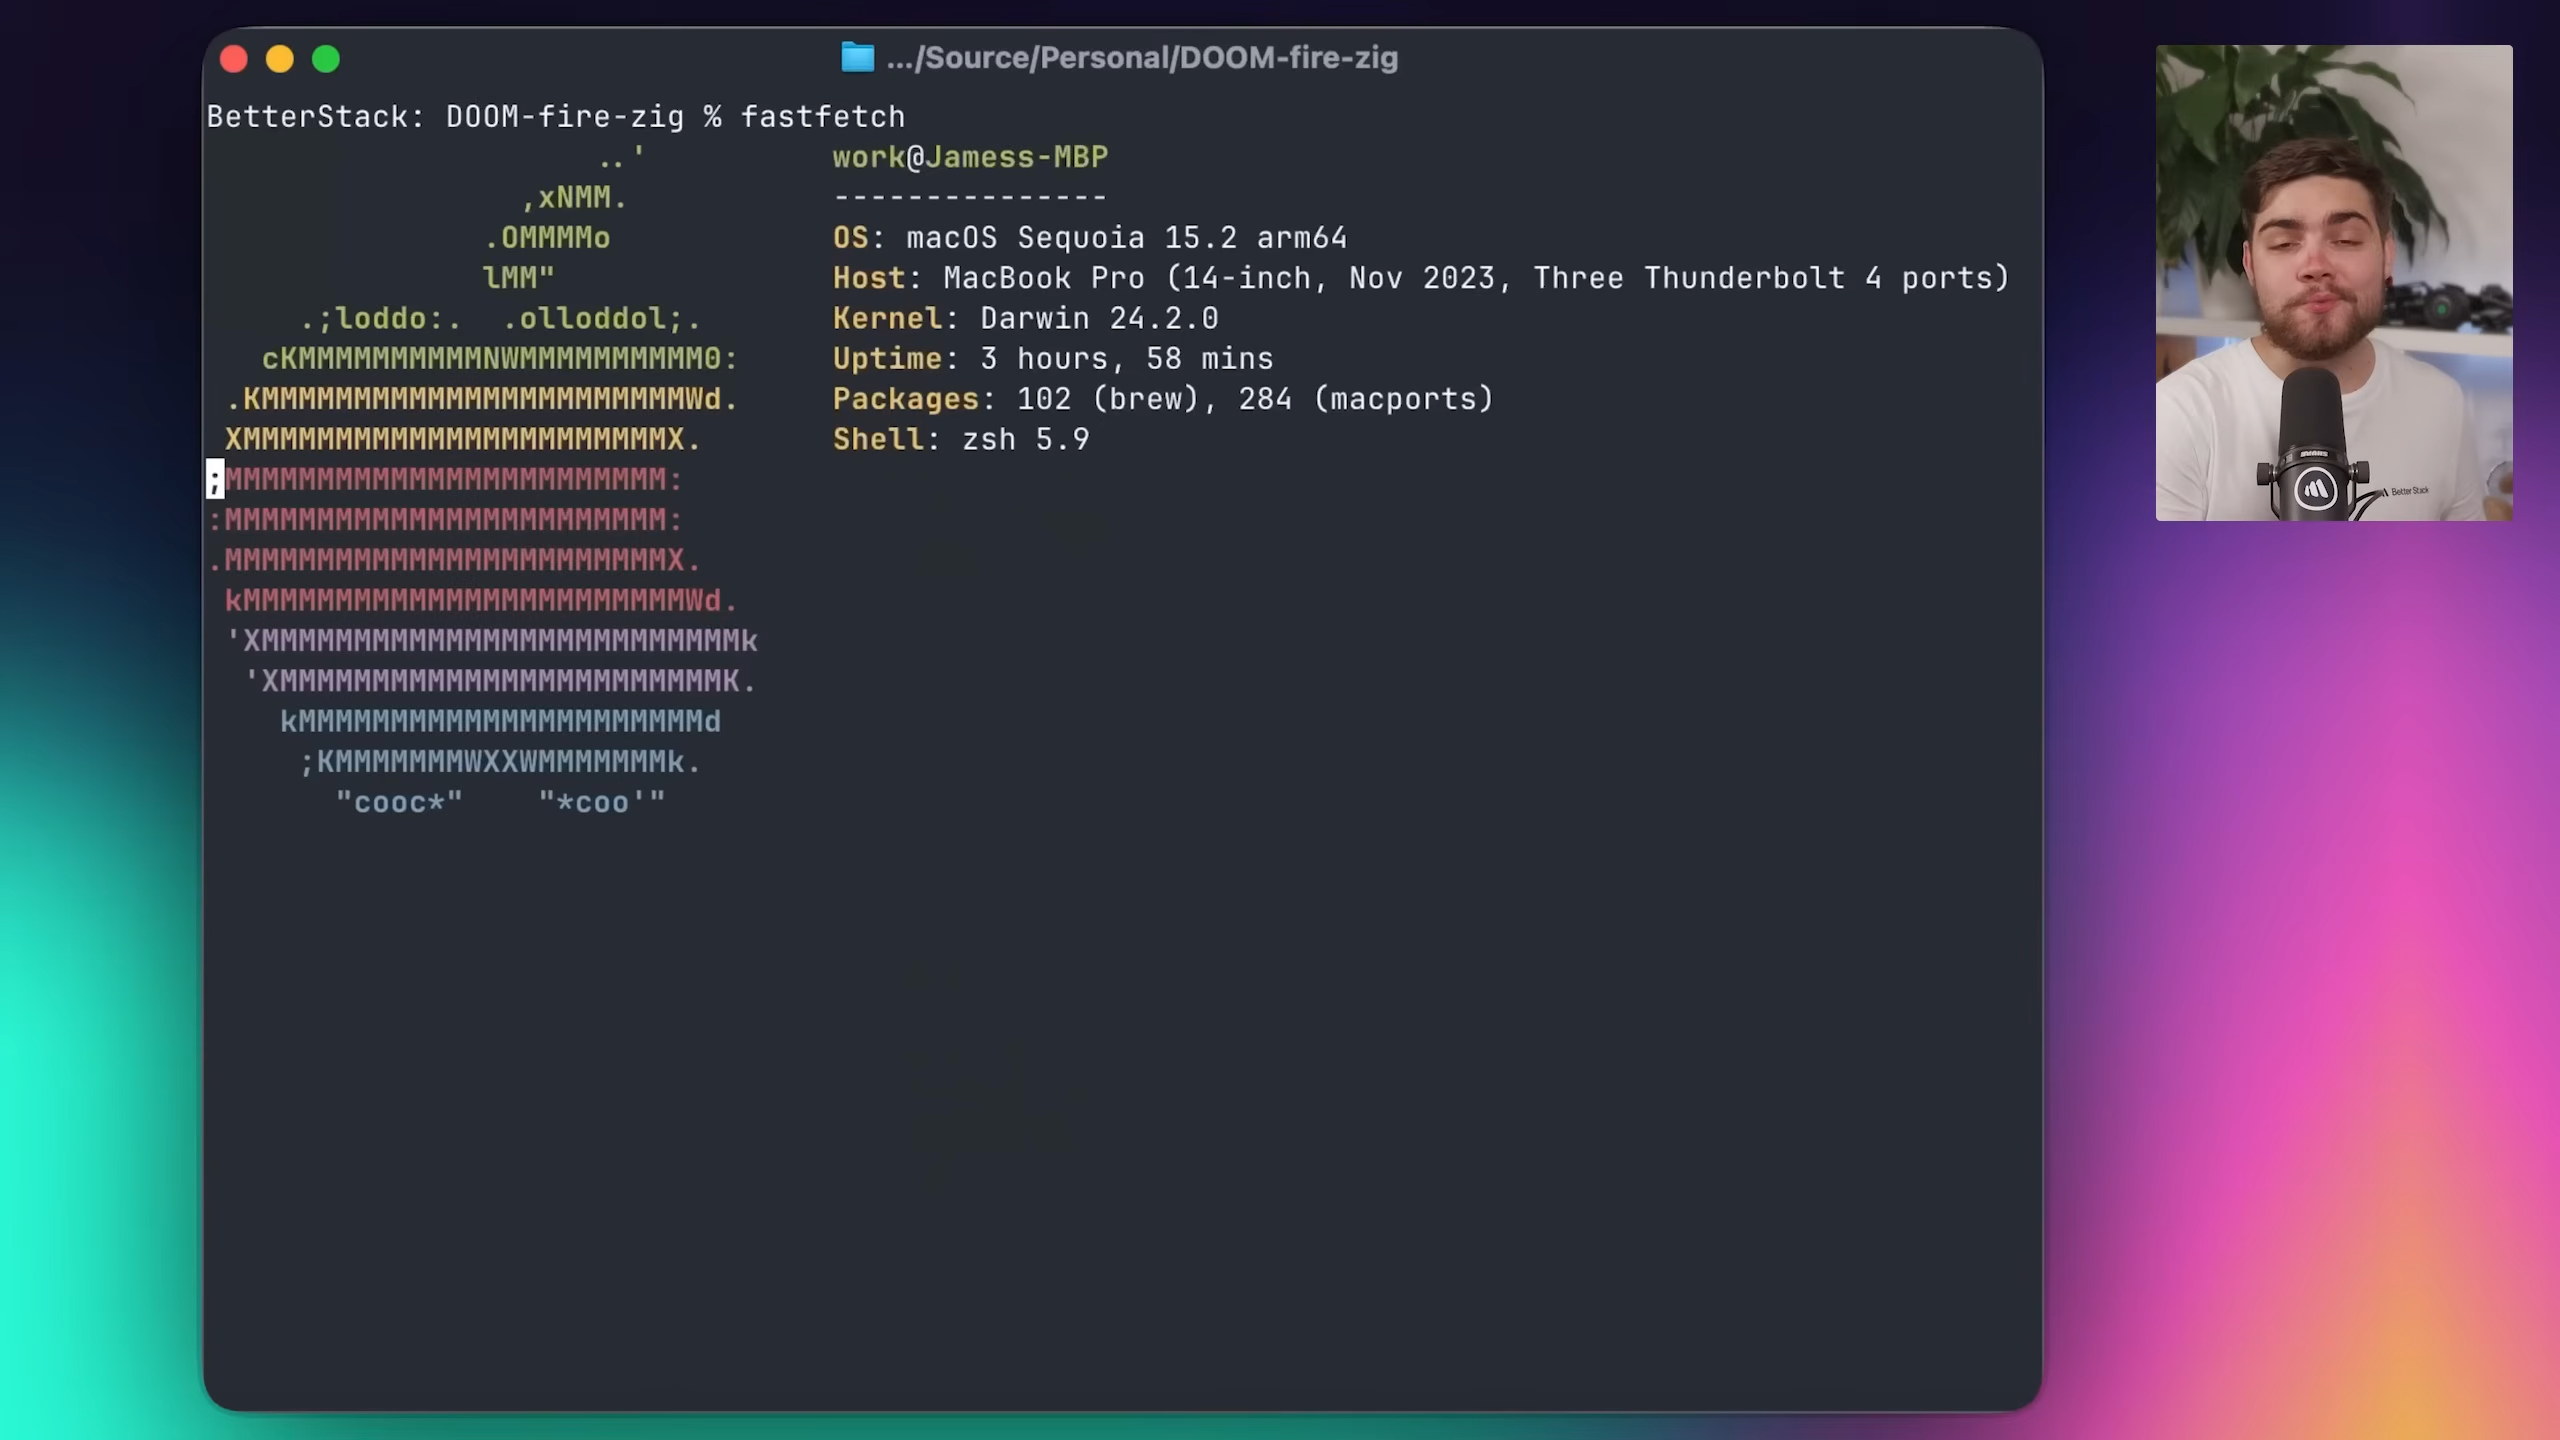 .../Source/Personal/DOOM-fire-zig
BetterStack: DOOM-fire-zig % fastfetch
..' work@Jamess-MBP
,xNMM. ---------------
.OMMMMo OS: macOS Sequoia 15.2 arm64
lMM" Host: MacBook Pro (14-inch, Nov 2023, Three Thunderbolt 4 ports)
.;loddo:. .olloddol;. Kernel: Darwin 24.2.0
cKMMMMMMMMMMNWMMMMMMMMMM0: Uptime: 3 hours, 58 mins
.KMMMMMMMMMMMMMMMMMMMMMMMWd. Packages: 102 (brew), 284 (macports)
XMMMMMMMMMMMMMMMMMMMMMMMX. Shell: zsh 5.9
;MMMMMMMMMMMMMMMMMMMMMMMM:
:MMMMMMMMMMMMMMMMMMMMMMMM:
.MMMMMMMMMMMMMMMMMMMMMMMMX.
kMMMMMMMMMMMMMMMMMMMMMMMMWd.
'XMMMMMMMMMMMMMMMMMMMMMMMMMMk
'XMMMMMMMMMMMMMMMMMMMMMMMMK.
kMMMMMMMMMMMMMMMMMMMMMMd
;KMMMMMMMWXXWMMMMMMMk.
"cooc*" "*coo'"
Better Stack